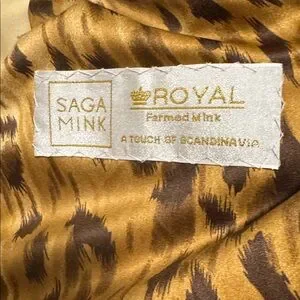 SAGA
MINK
ROYAL
Farmed Mink
A TOUCH OF SCANDINAVIA